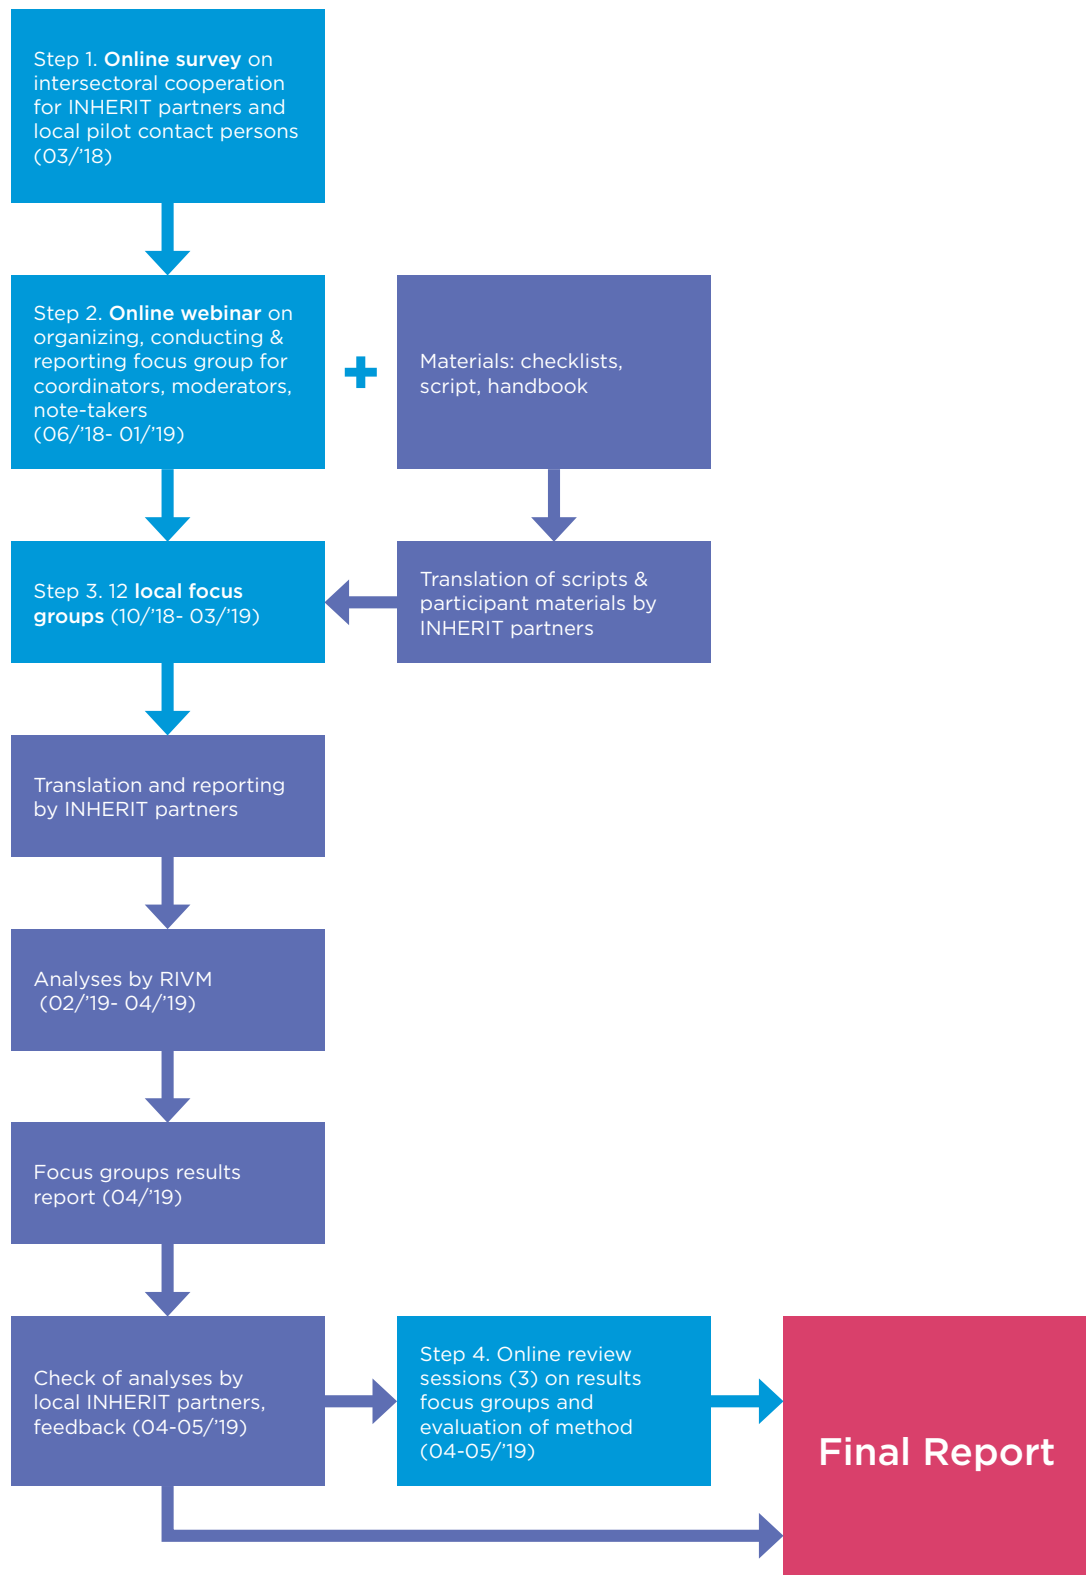 Step 1. Online survey on
intersectoral cooperation
for INHERIT partners and
local pilot contact persons
(03/’18)
Step 2. Online webinar on
organizing, conducting &
reporting focus group for
coordinators, moderators,
note-takers
(06/’18- 01/’19)
+
Materials: checklists,
script, handbook
Step 3. 12 local focus
groups (10/’18- 03/’19)
Translation of scripts &
participant materials by
INHERIT partners
Translation and reporting
by INHERIT partners
Analyses by RIVM
(02/’19- 04/’19)
Focus groups results
report (04/’19)
Check of analyses by
local INHERIT partners,
feedback (04-05/’19)
Step 4. Online review
sessions (3) on results
focus groups and
evaluation of method
(04-05/’19)
Final Report